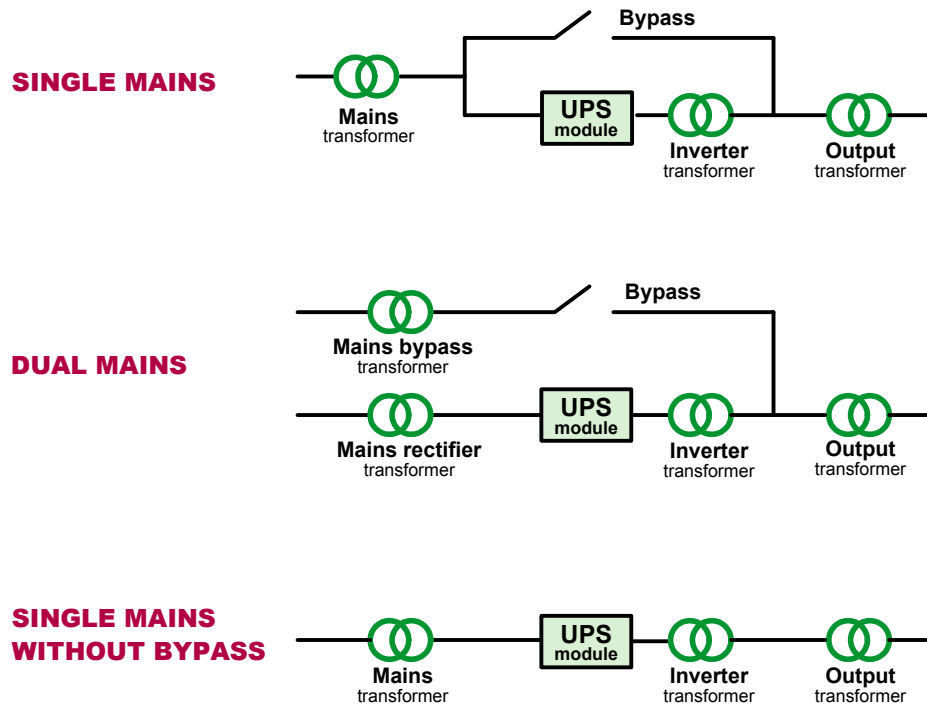 Bypass
SINGLE MAINS
Mains
transformer
UPS
module
Inverter
transformer
Output
transformer
Bypass
DUAL MAINS
Mains bypass
transformer
Mains rectifier
transformer
UPS
module
Inverter
transformer
Output
transformer
SINGLE MAINS
WITHOUT BYPASS
Mains
transformer
UPS
module
Inverter
transformer
Output
transformer